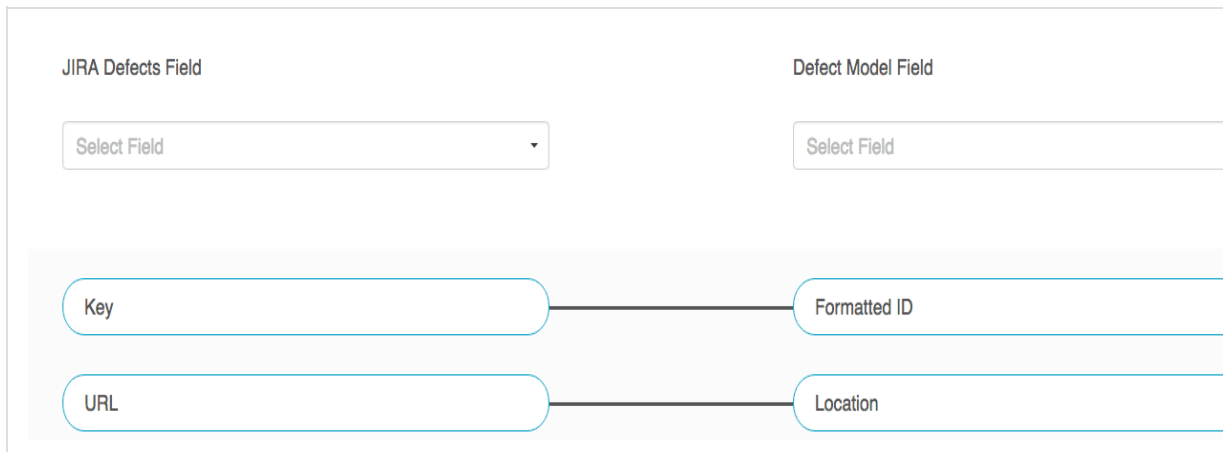 JIRA Defects Field
Defect Model Field
Select Field
Select Field
Key
Formatted ID
URL
Location